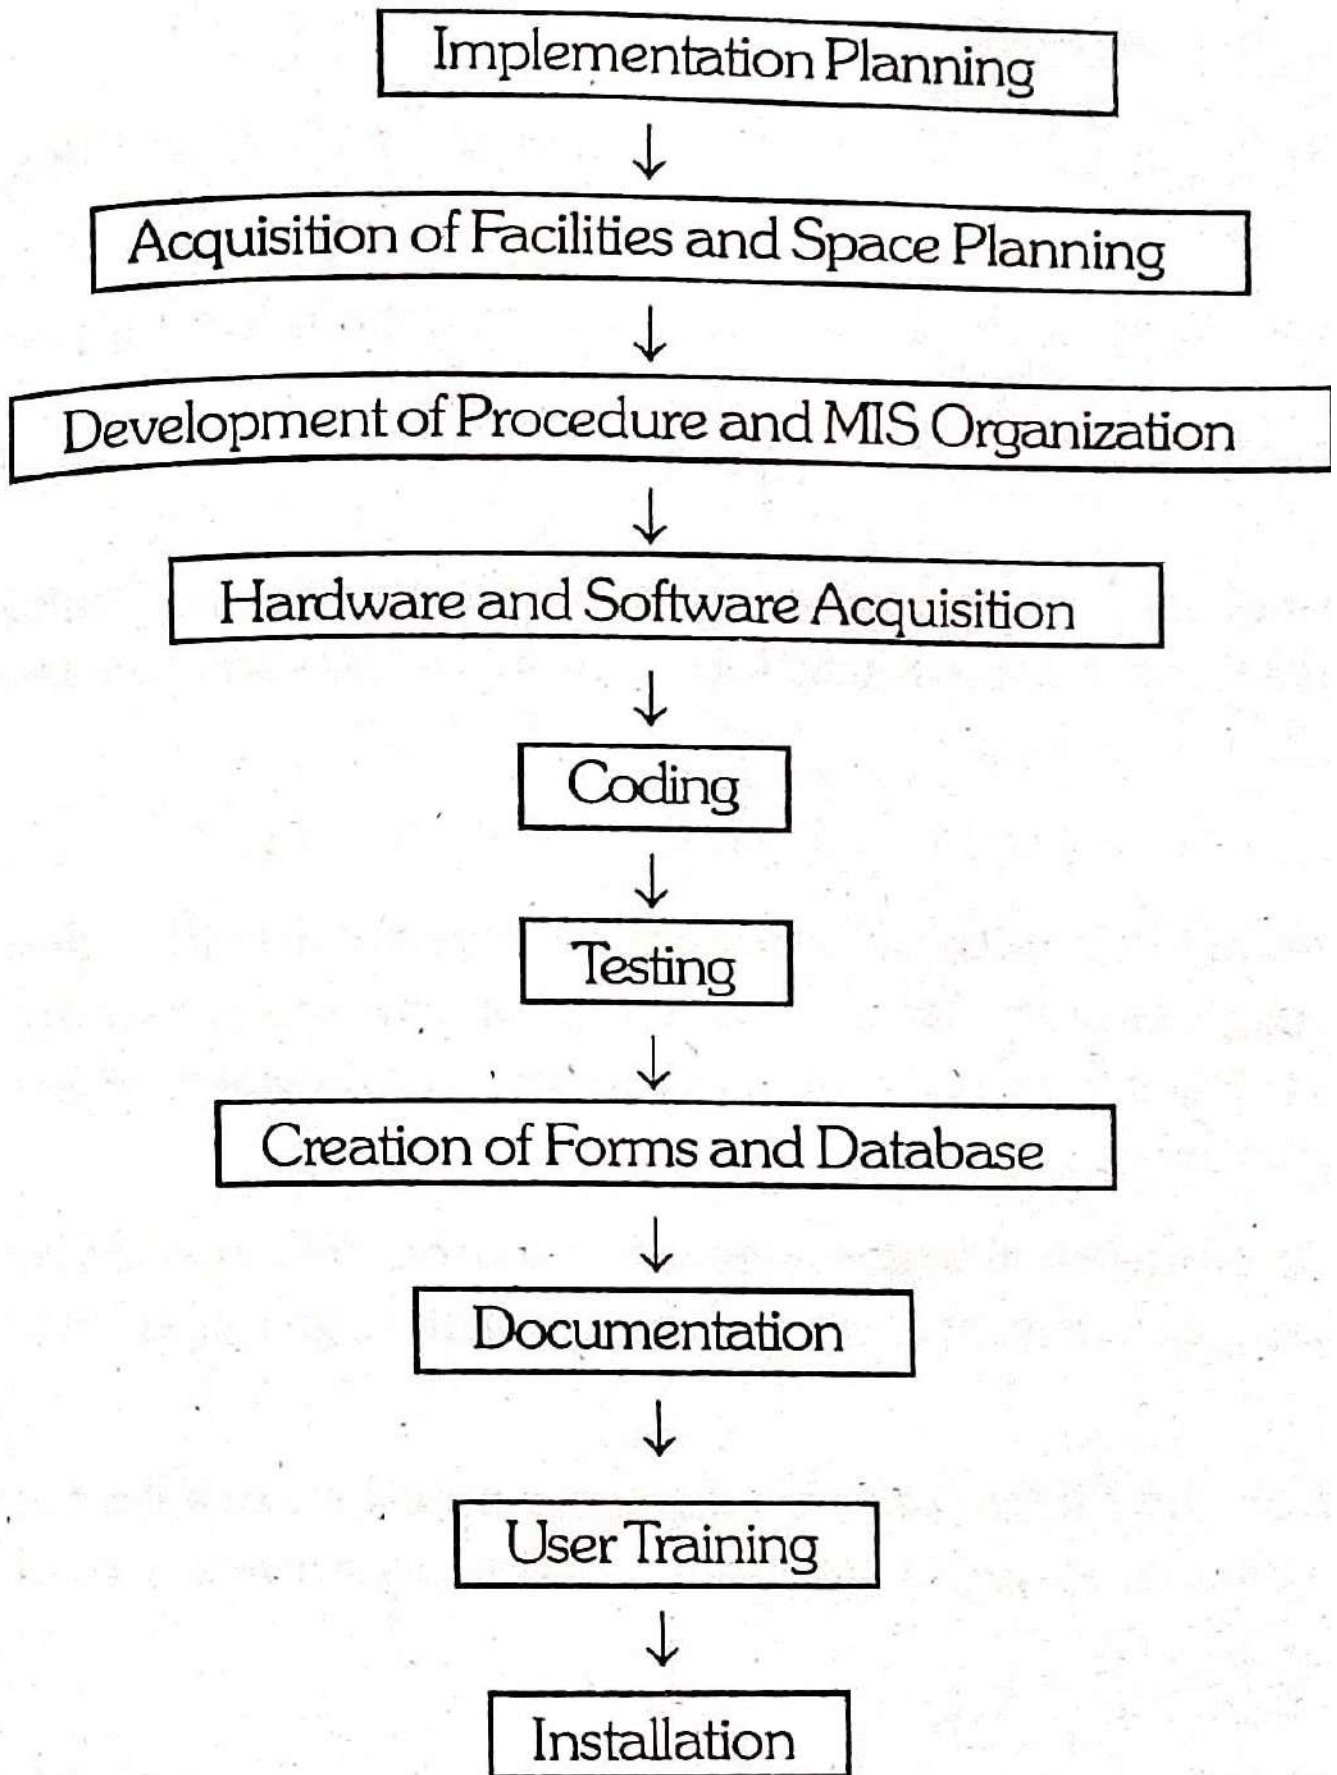 Implementation Planning
Acquisition of Facilities and Space Planning
Development of Procedure and MIS Organization
Hardware and Software Acquisition
Coding
Testing
Creation of Forms and Database
Documentation
User Training
Installation